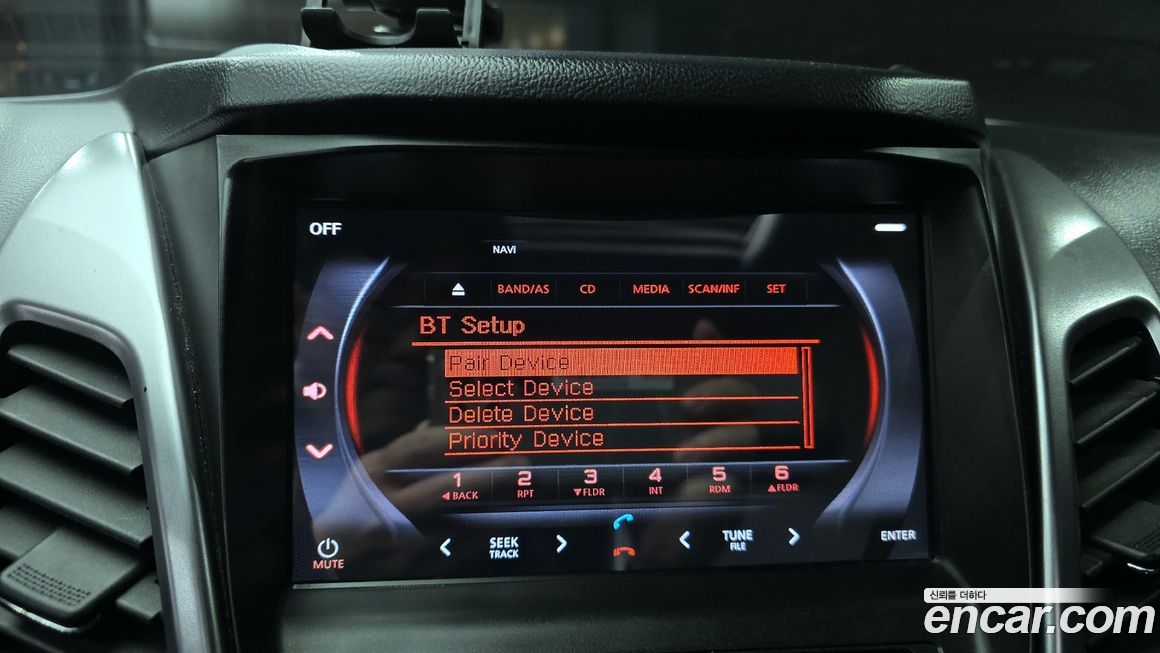 OFF
NAVI
BAND/AS CD MEDIA SCAN/INF SET
BT Setup
Pair Device
Select Device
Delete Device
Priority Device
1 2 3 4 5 6
◀BACK RPT ▼FLDR INT RDM ▲FLDR
SEEK
TRACK
TUNE
FILE
ENTER
MUTE
신뢰를 더하다
encar.com